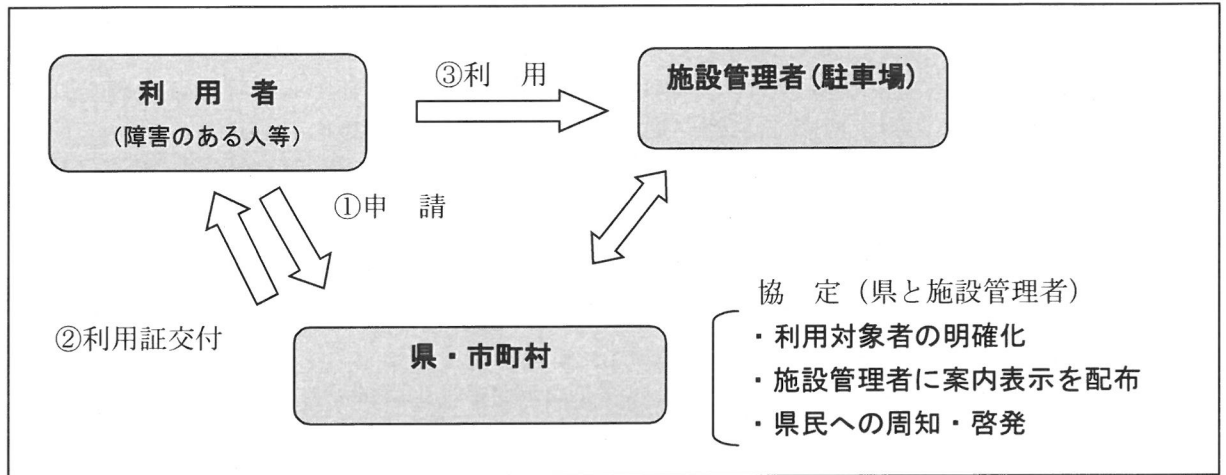 利　用　者
（障害のある人等）
③利　用
施設管理者（駐車場）
①申　請
②利用証交付
県・市町村
協　定（県と施設管理者）
・利用対象者の明確化
・施設管理者に案内表示を配布
・県民への周知・啓発